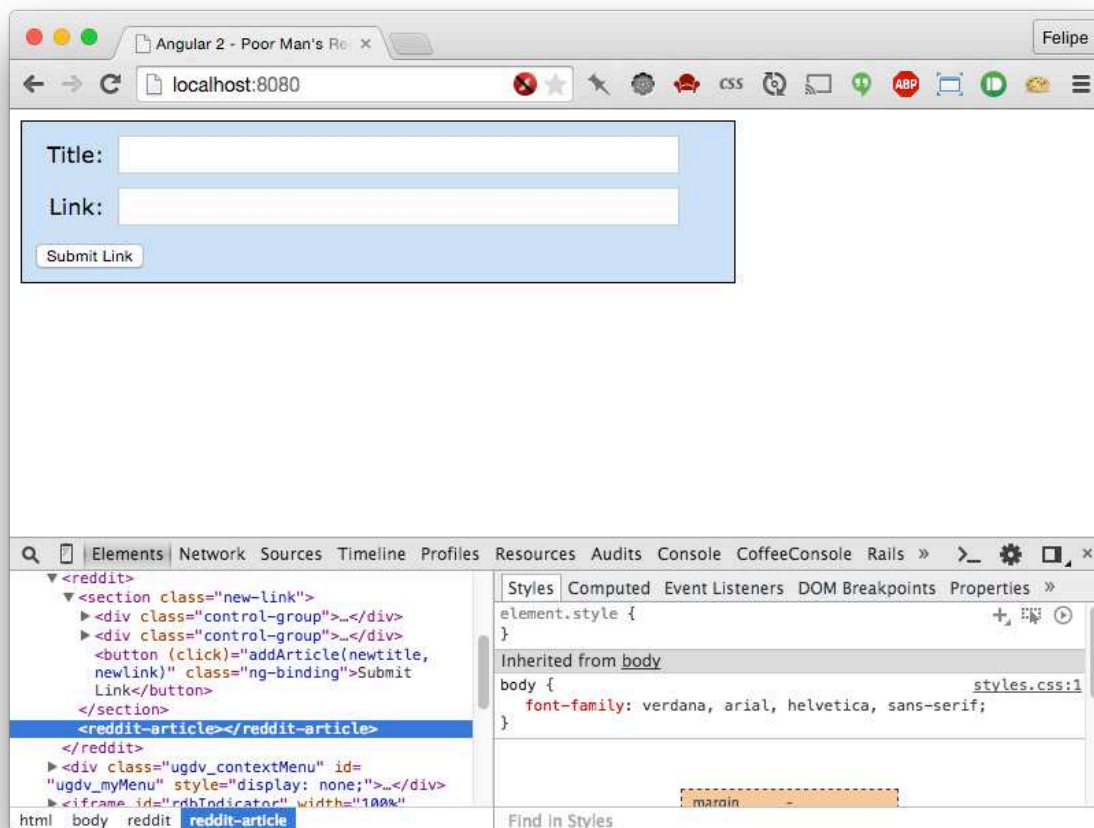 Angular 2 - Poor Man's Re
Felipe
localhost:8080
CSS
ABP
Title:
Link:
Submit Link
Elements Network Sources Timeline Profiles Resources Audits Console CoffeeConsole Rails »
▼<reddit>
▼<section class="new-link">
▶<div class="control-group">…</div>
▶<div class="control-group">…</div>
<button (click)="addArticle(newtitle,
newlink)" class="ng-binding">Submit
Link</button>
</section>
<reddit-article></reddit-article>
</reddit>
▶<div class="ugdv_contextMenu" id=
"ugdv_myMenu" style="display: none;">…</div>
▶<iframe id="rdbIndicator" width="100%"
html body reddit reddit-article
Styles Computed Event Listeners DOM Breakpoints Properties »
element.style {
}
Inherited from body
body { styles.css:1
font-family: verdana, arial, helvetica, sans-serif;
}
margin -
Find in Styles